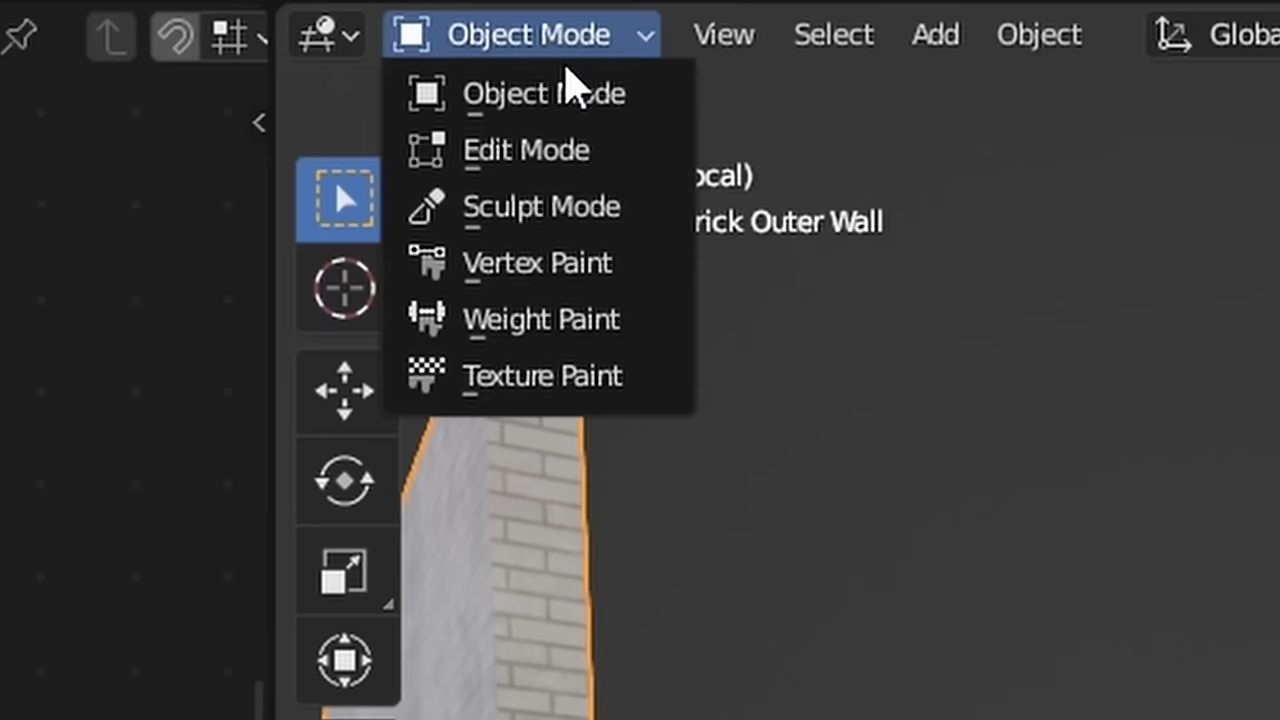 Object Mode View Select Add Object Globa
Object Mode
Edit Mode
ocal)
Sculpt Mode
rick Outer Wall
Vertex Paint
Weight Paint
Texture Paint